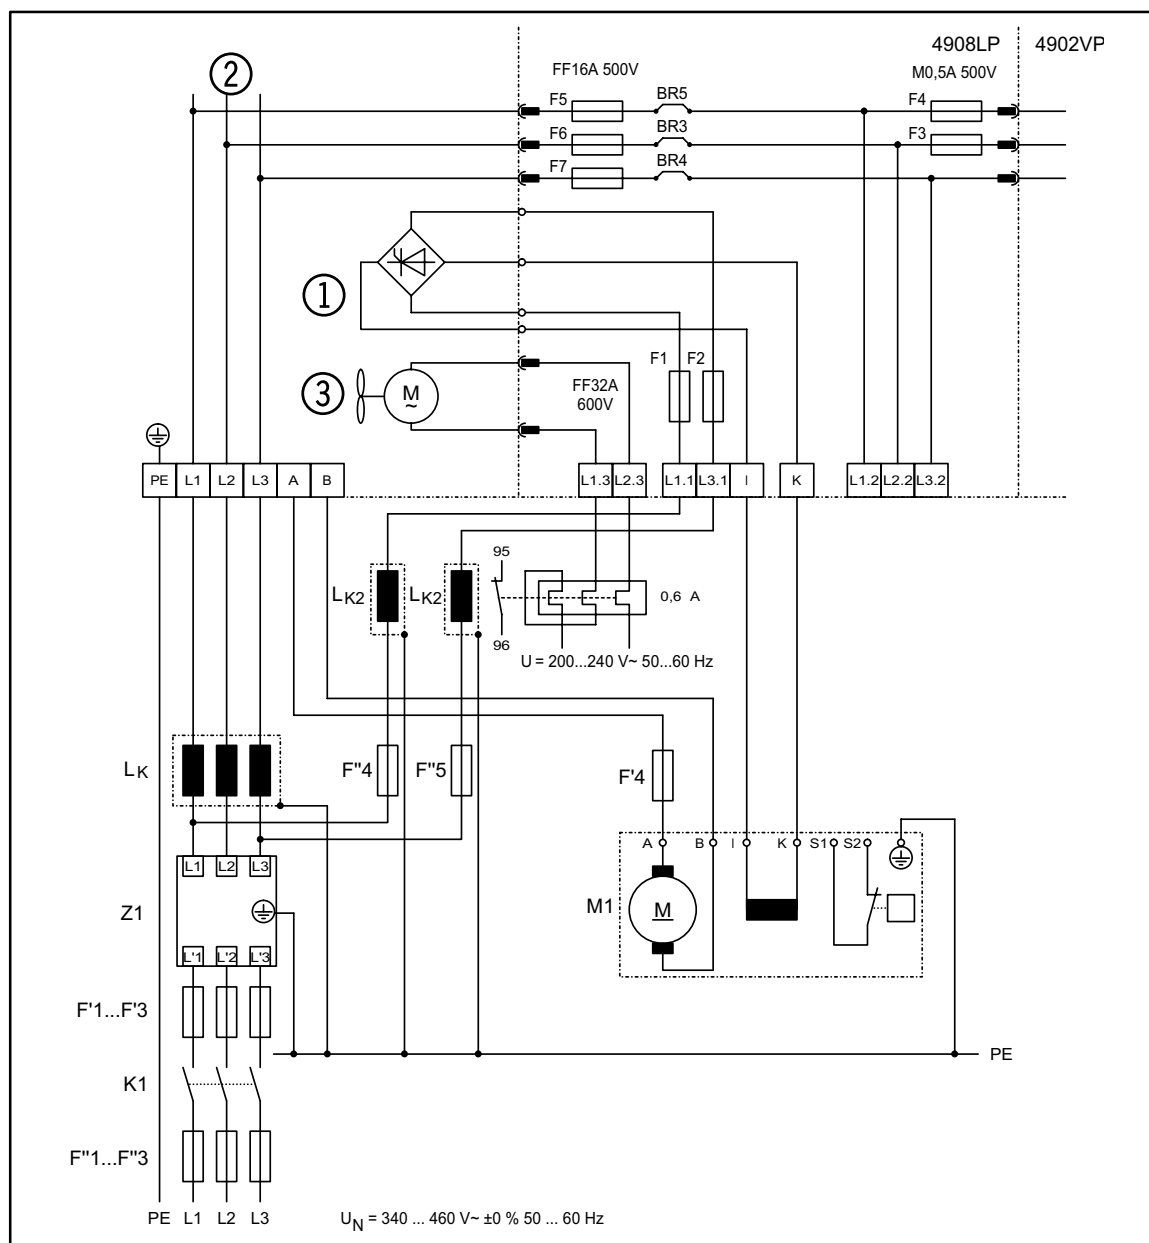 4908LP 4902VP
2 FF16A 500V M0,5A 500V
F5 BR5 F4
F6 BR3 F3
F7 BR4
1
F1 F2
3 M ~ FF32A
600V
PE L1 L2 L3 A B L1.3 L2.3 L1.1 L3.1 I K L1.2 L2.2 L3.2
95
LK2 LK2 0,6 A
96
U = 200...240 V~ 50...60 Hz
LK F"4 F"5 F'4
A B I K S1 S2
L1 L2 L3
Z1 M1 M
L'1 L'2 L'3
F'1...F'3
PE
K1
F"1...F"3
PE L1 L2 L3 UN = 340 ... 460 V~ ±0 % 50 ... 60 Hz